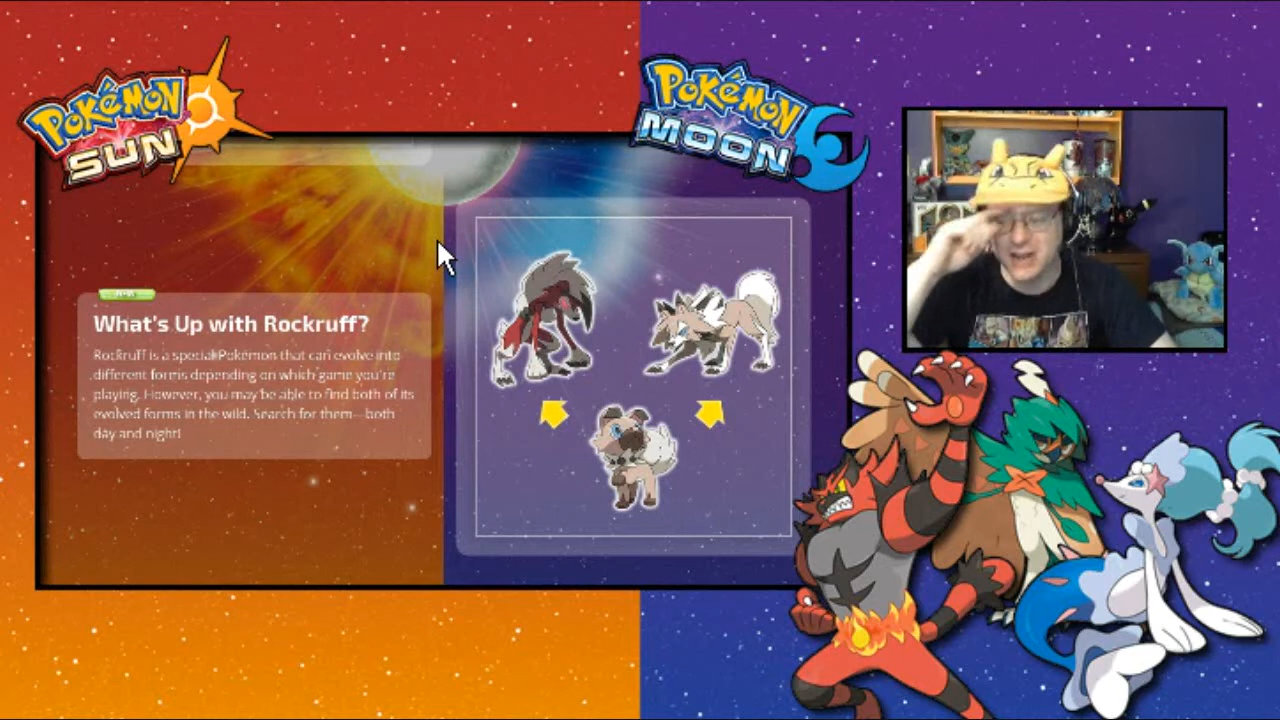 POKéMON
SUN
POKéMON
MOON
NEW
What's Up with Rockruff?
Rockruff is a special Pokémon that can evolve into
different forms depending on which game you're
playing. However, you may be able to find both of its
evolved forms in the wild. Search for them—both
day and night!